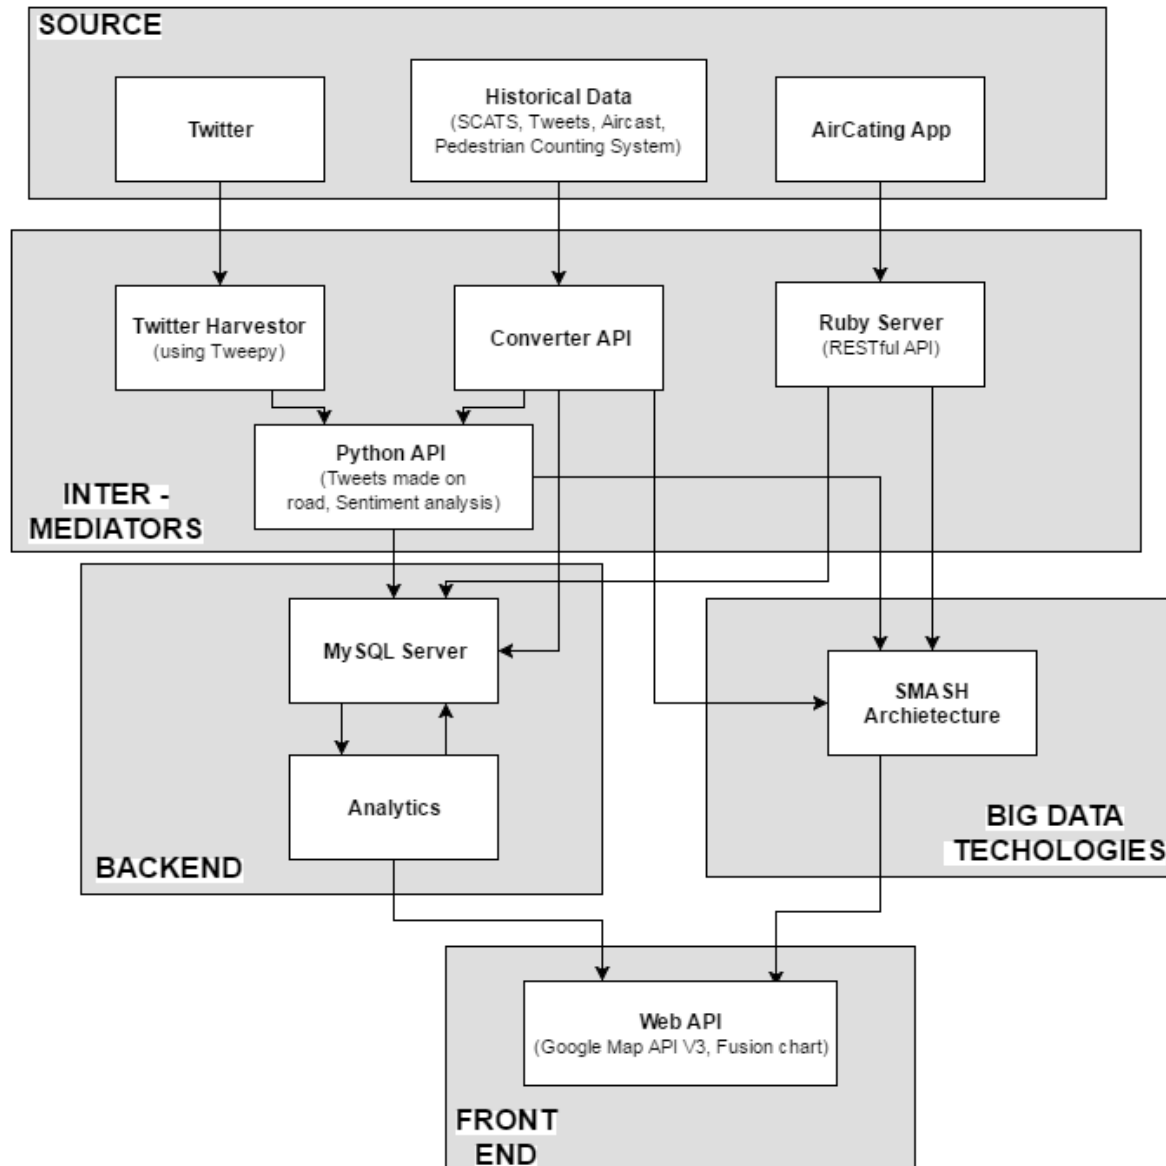 SOURCE
Twitter
Historical Data
(SCATS, Tweets, Aircast,
Pedestrian Counting System)
AirCating App
Twitter Harvestor
(using Tweepy)
Converter API
Ruby Server
(RESTful API)
Python API
(Tweets made on
road, Sentiment analysis)
INTER -
MEDIATORS
MySQL Server
SMASH
Archietecture
Analytics
BACKEND
BIG DATA
TECHOLOGIES
Web API
(Google Map API V3, Fusion chart)
FRONT
END